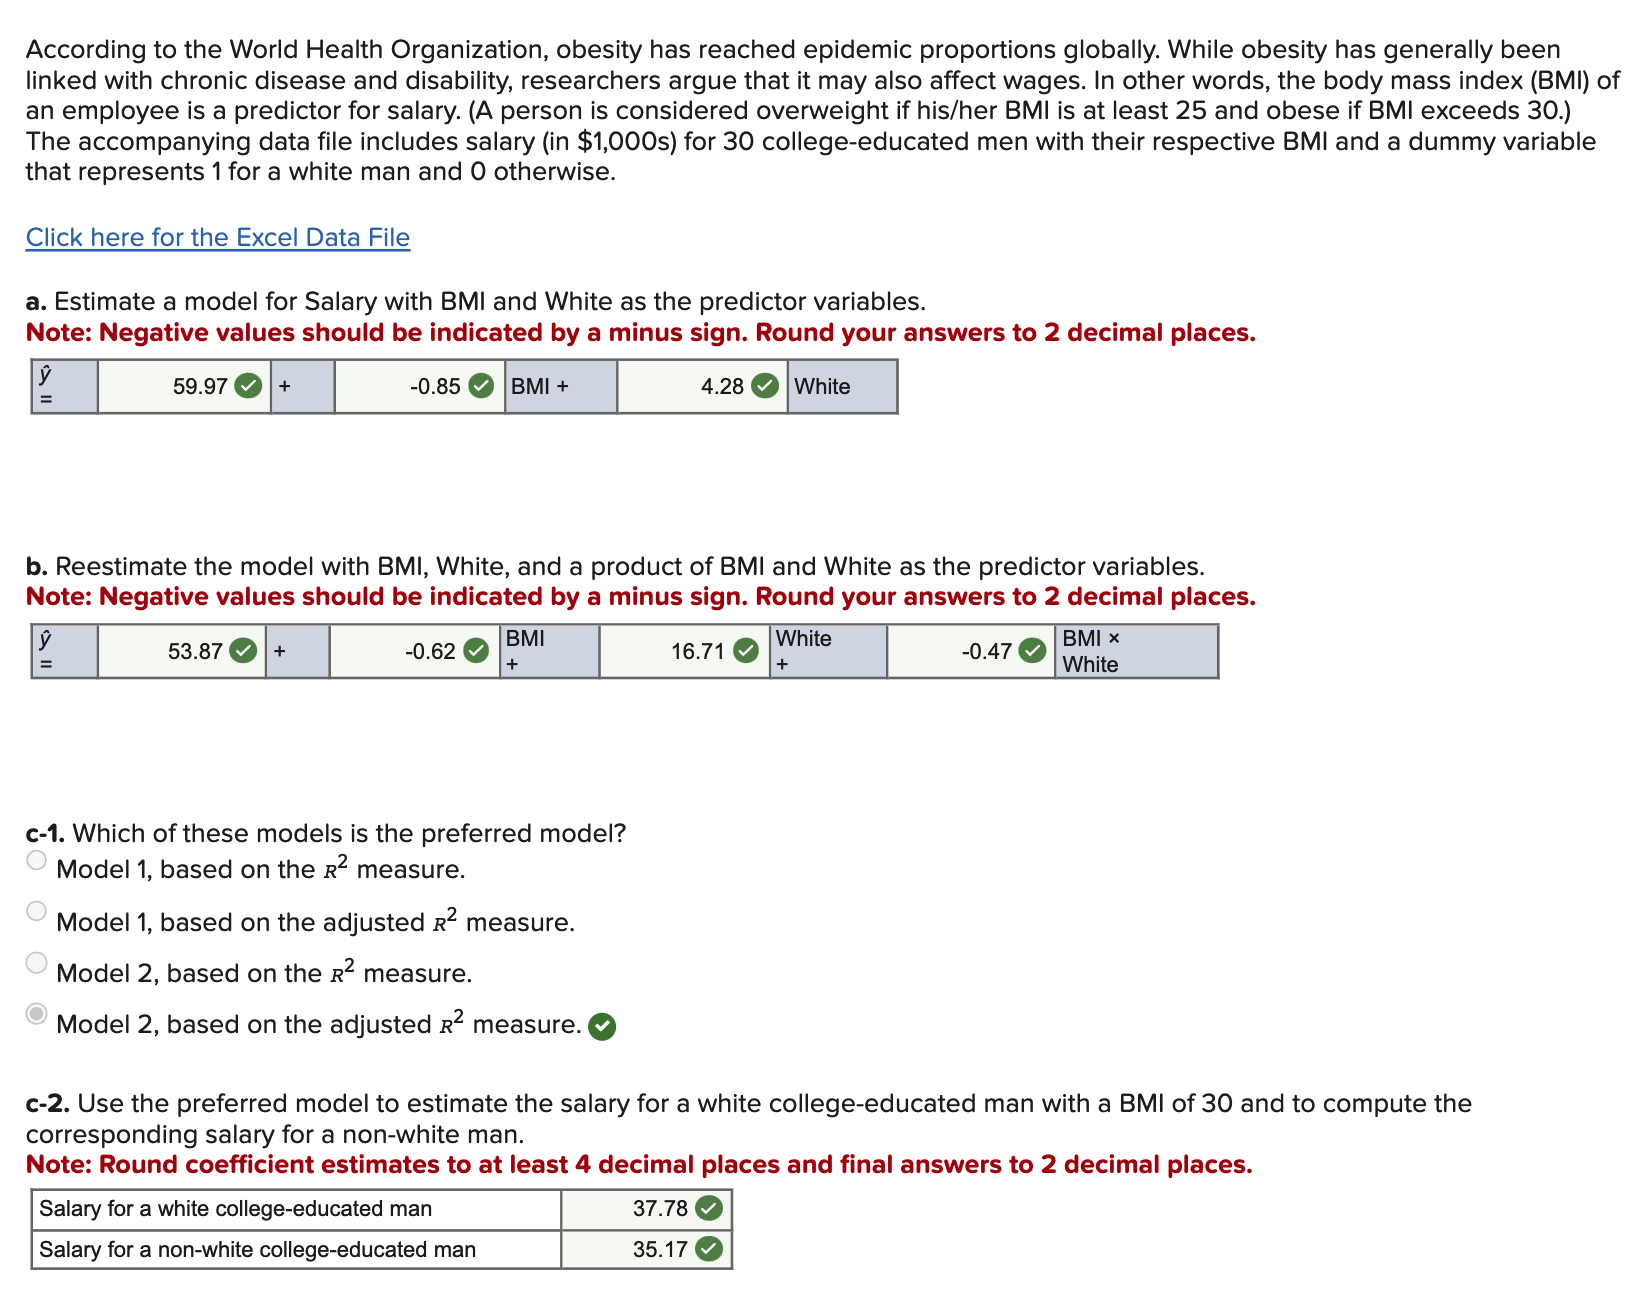 According to the World Health Organization, obesity has reached epidemic proportions globally. While obesity has generally been
linked with chronic disease and disability, researchers argue that it may also affect wages. In other words, the body mass index (BMI) of
an employee is a predictor for salary. (A person is considered overweight if his/her BMI is at least 25 and obese if BMI exceeds 30.)
The accompanying data file includes salary (in $1,000s) for 30 college-educated men with their respective BMI and a dummy variable
that represents 1 for a white man and 0 otherwise.
Click here for the Excel Data File
a. Estimate a model for Salary with BMI and White as the predictor variables.
Note: Negative values should be indicated by a minus sign. Round your answers to 2 decimal places.
ŷ = 59.97 + -0.85 BMI + 4.28 White
b. Reestimate the model with BMI, White, and a product of BMI and White as the predictor variables.
Note: Negative values should be indicated by a minus sign. Round your answers to 2 decimal places.
ŷ = 53.87 + -0.62 BMI + 16.71 White + -0.47 BMI × White
c-1. Which of these models is the preferred model?
Model 1, based on the R² measure.
Model 1, based on the adjusted R² measure.
Model 2, based on the R² measure.
Model 2, based on the adjusted R² measure.
c-2. Use the preferred model to estimate the salary for a white college-educated man with a BMI of 30 and to compute the
corresponding salary for a non-white man.
Note: Round coefficient estimates to at least 4 decimal places and final answers to 2 decimal places.
Salary for a white college-educated man 37.78
Salary for a non-white college-educated man 35.17